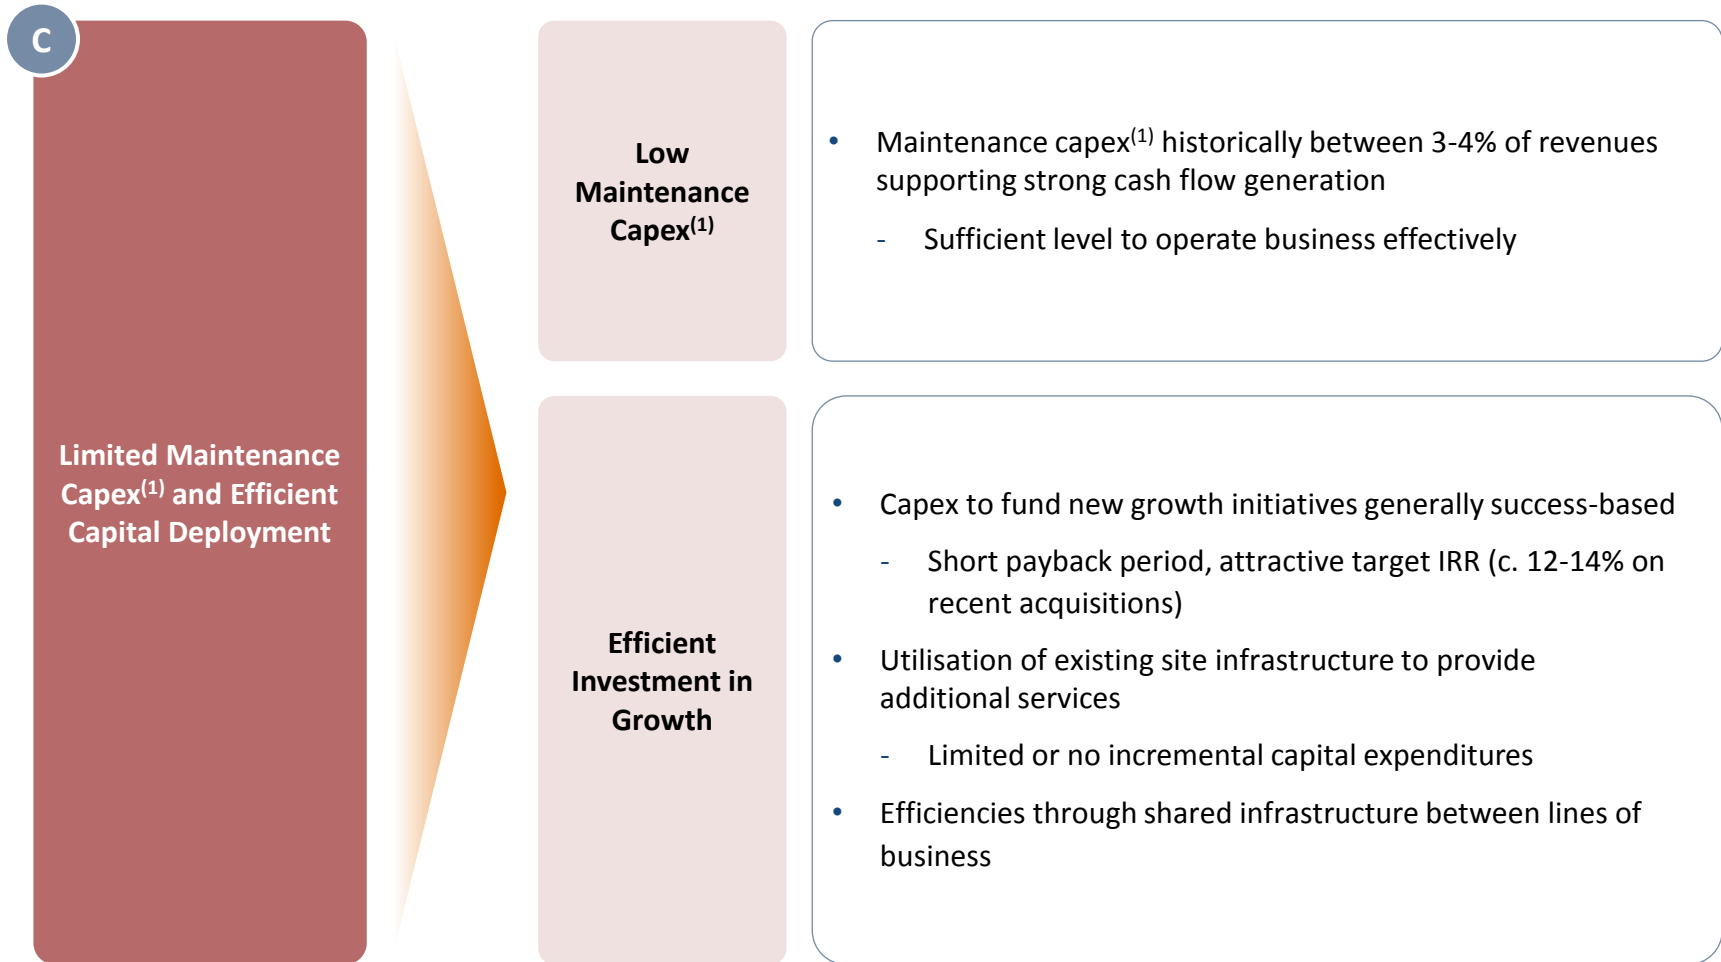 C
Limited Maintenance
Capex(1) and Efficient
Capital Deployment
Low
Maintenance
Capex(1)
• Maintenance capex(1) historically between 3-4% of revenues
supporting strong cash flow generation
- Sufficient level to operate business effectively
Efficient
Investment in
Growth
• Capex to fund new growth initiatives generally success-based
- Short payback period, attractive target IRR (c. 12-14% on
recent acquisitions)
• Utilisation of existing site infrastructure to provide
additional services
- Limited or no incremental capital expenditures
• Efficiencies through shared infrastructure between lines of
business